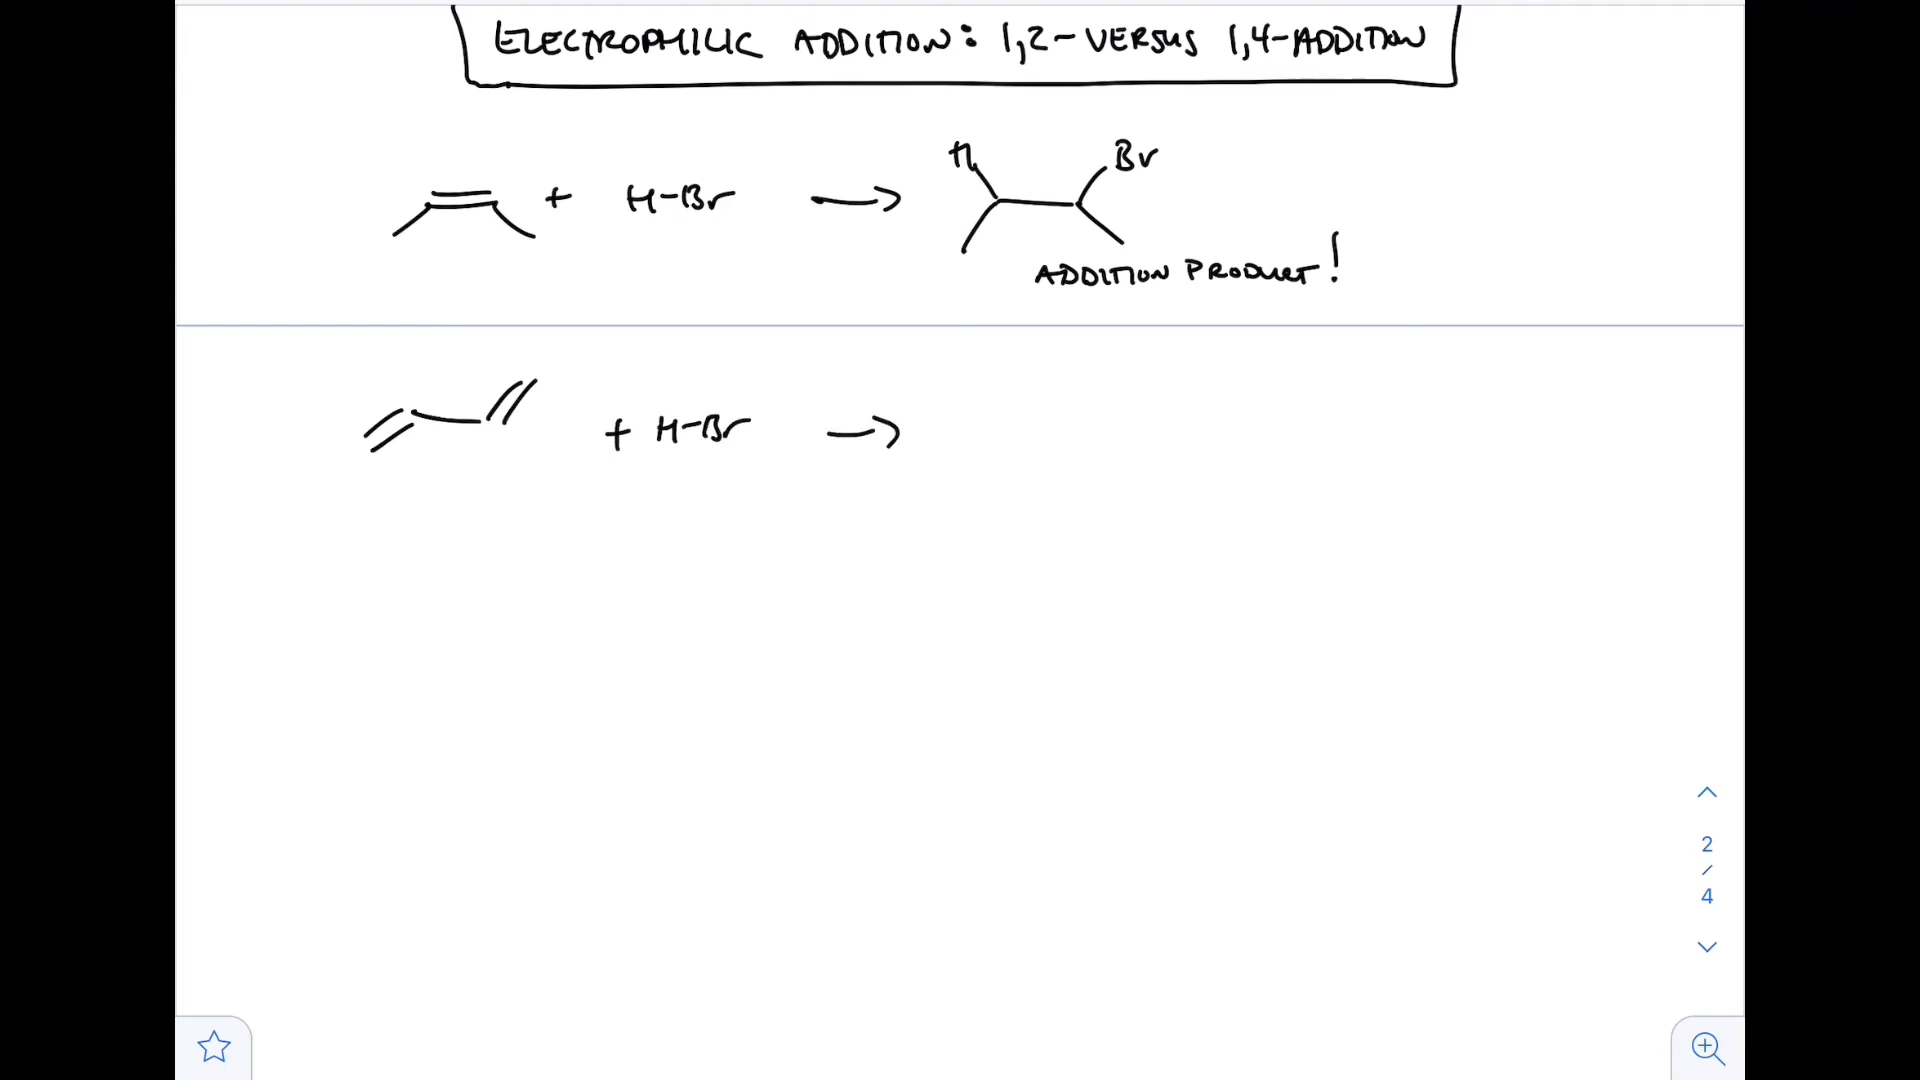 ELECTROPHILIC ADDITION: 1,2-VERSUS 1,4-ADDITION
H Br
+ H-Br →
ADDITION PRODUCT!
+ H-Br →
2
/
4